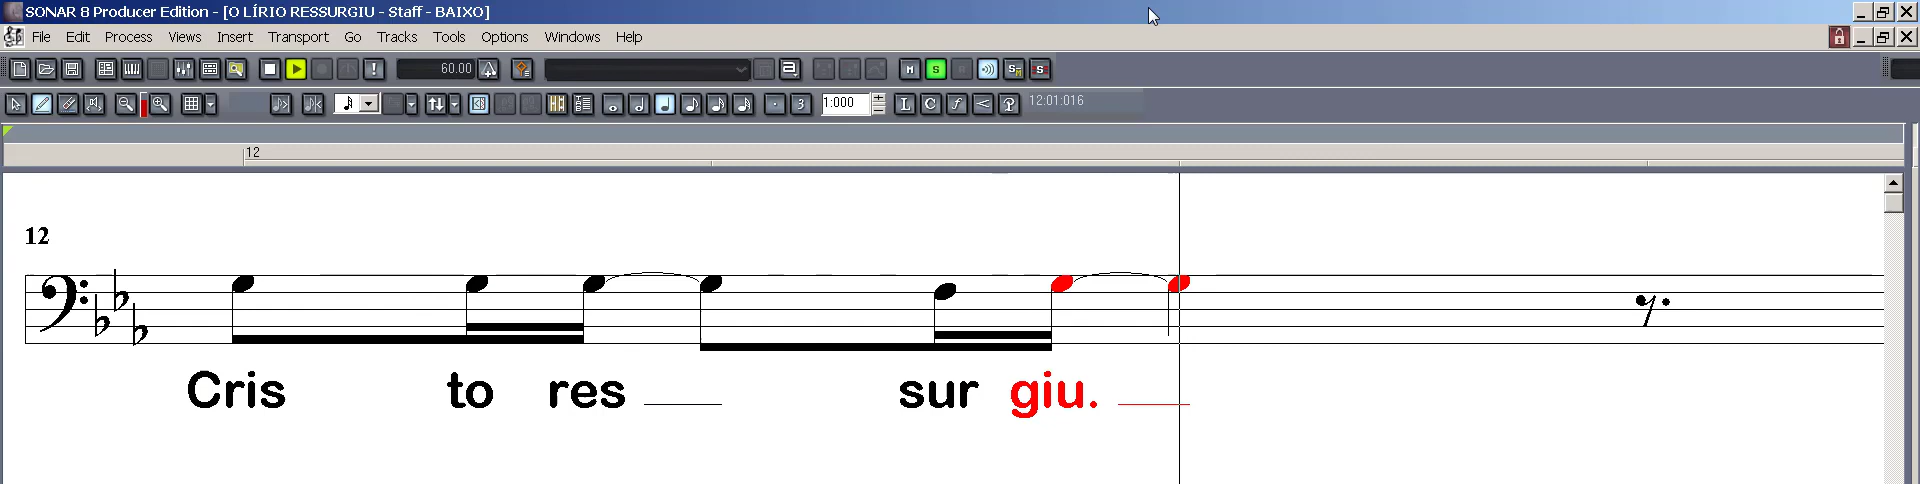 SONAR 8 Producer Edition - [O LÍRIO RESSURGIU - Staff - BAIXO]
File Edit Process Views Insert Transport Go Tracks Tools Options Windows Help
60.00
1:000 12:01:016
12
12
Cris to res sur giu.